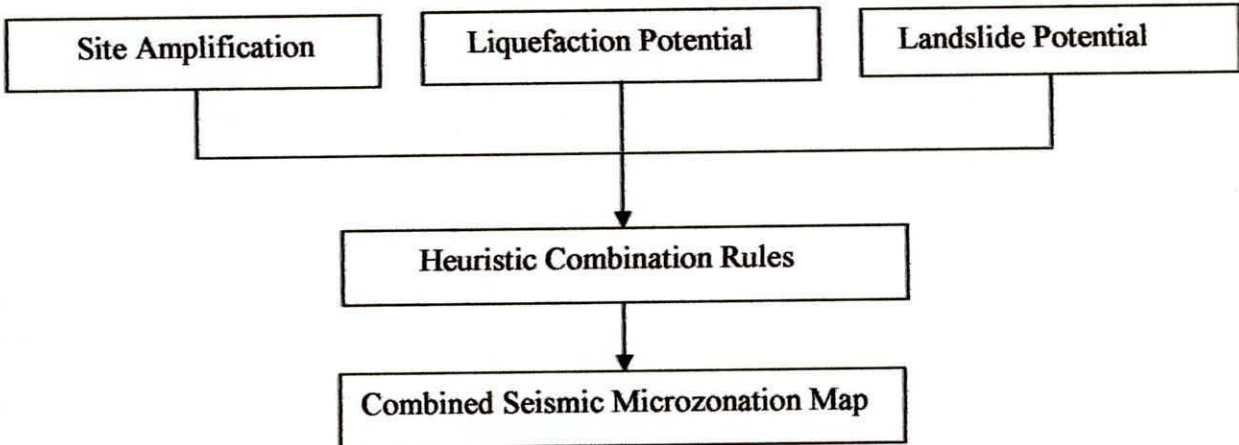 Site Amplification
Liquefaction Potential
Landslide Potential
Heuristic Combination Rules
Combined Seismic Microzonation Map